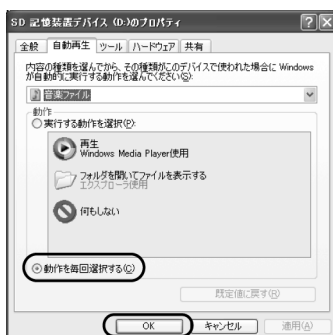 SD 記憶装置デバイス (D:)のプロパティ
全般 自動再生 ツール ハードウェア 共有
内容の種類を選んでから、その種類がこのデバイスで使われた場合に Windows
が自動的に実行する動作を選んでください(S):
音楽ファイル
動作
実行する動作を選択(P):
再生
Windows Media Player使用
フォルダを開いてファイルを表示する
エクスプローラ使用
何もしない
動作を毎回選択する(C)
既定値に戻す(R)
OK キャンセル 適用(A)